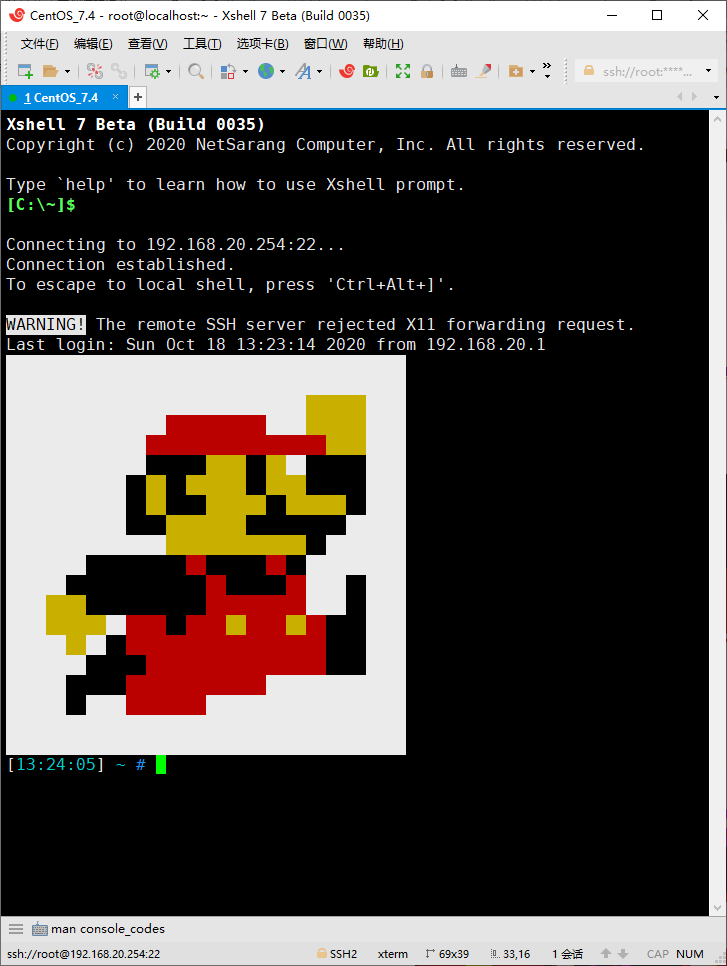 CentOS_7.4 - root@localhost:~ - Xshell 7 Beta (Build 0035)
文件(F) 编辑(E) 查看(V) 工具(T) 选项卡(B) 窗口(W) 帮助(H)
ssh://root:****...
1 CentOS_7.4 × +
Xshell 7 Beta (Build 0035)
Copyright (c) 2020 NetSarang Computer, Inc. All rights reserved.
Type `help' to learn how to use Xshell prompt.
[C:\~]$
Connecting to 192.168.20.254:22...
Connection established.
To escape to local shell, press 'Ctrl+Alt+]'.
WARNING! The remote SSH server rejected X11 forwarding request.
Last login: Sun Oct 18 13:23:14 2020 from 192.168.20.1
[13:24:05] ~ #
man console_codes
ssh://root@192.168.20.254:22 SSH2 xterm 69x39 33,16 1 会话 CAP NUM